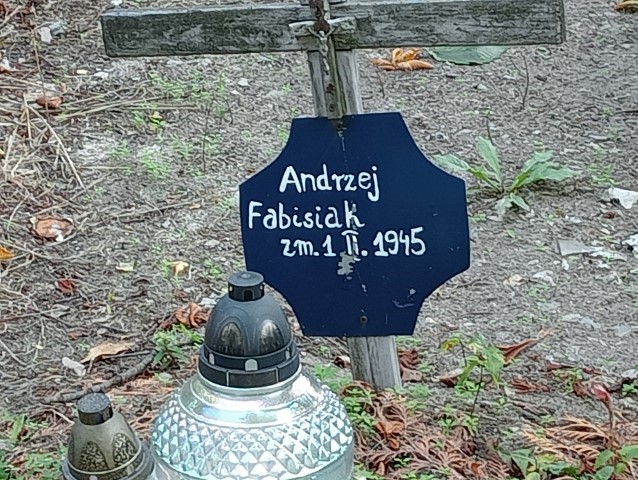 Andrzej
Fabisiak
zm. 1 II. 1945